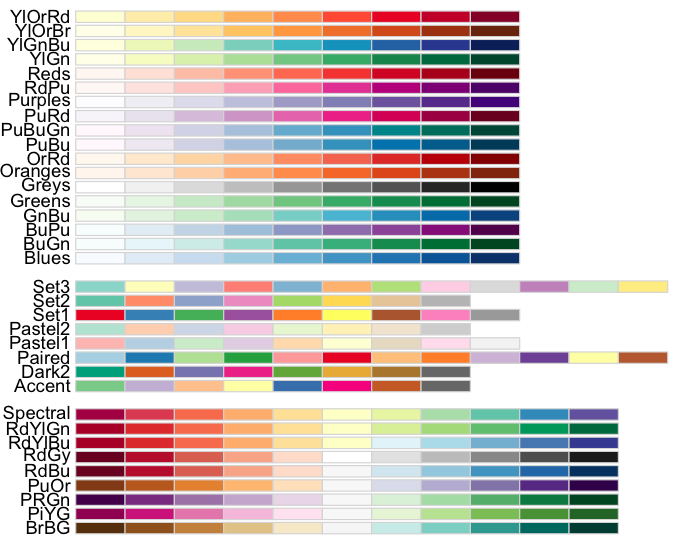 YlOrRd
YlOrBr
YlGnBu
YlGn
Reds
RdPu
Purples
PuRd
PuBuGn
PuBu
OrRd
Oranges
Greys
Greens
GnBu
BuPu
BuGn
Blues
Set3
Set2
Set1
Pastel2
Pastel1
Paired
Dark2
Accent
Spectral
RdYlGn
RdYlBu
RdGy
RdBu
PuOr
PRGn
PiYG
BrBG